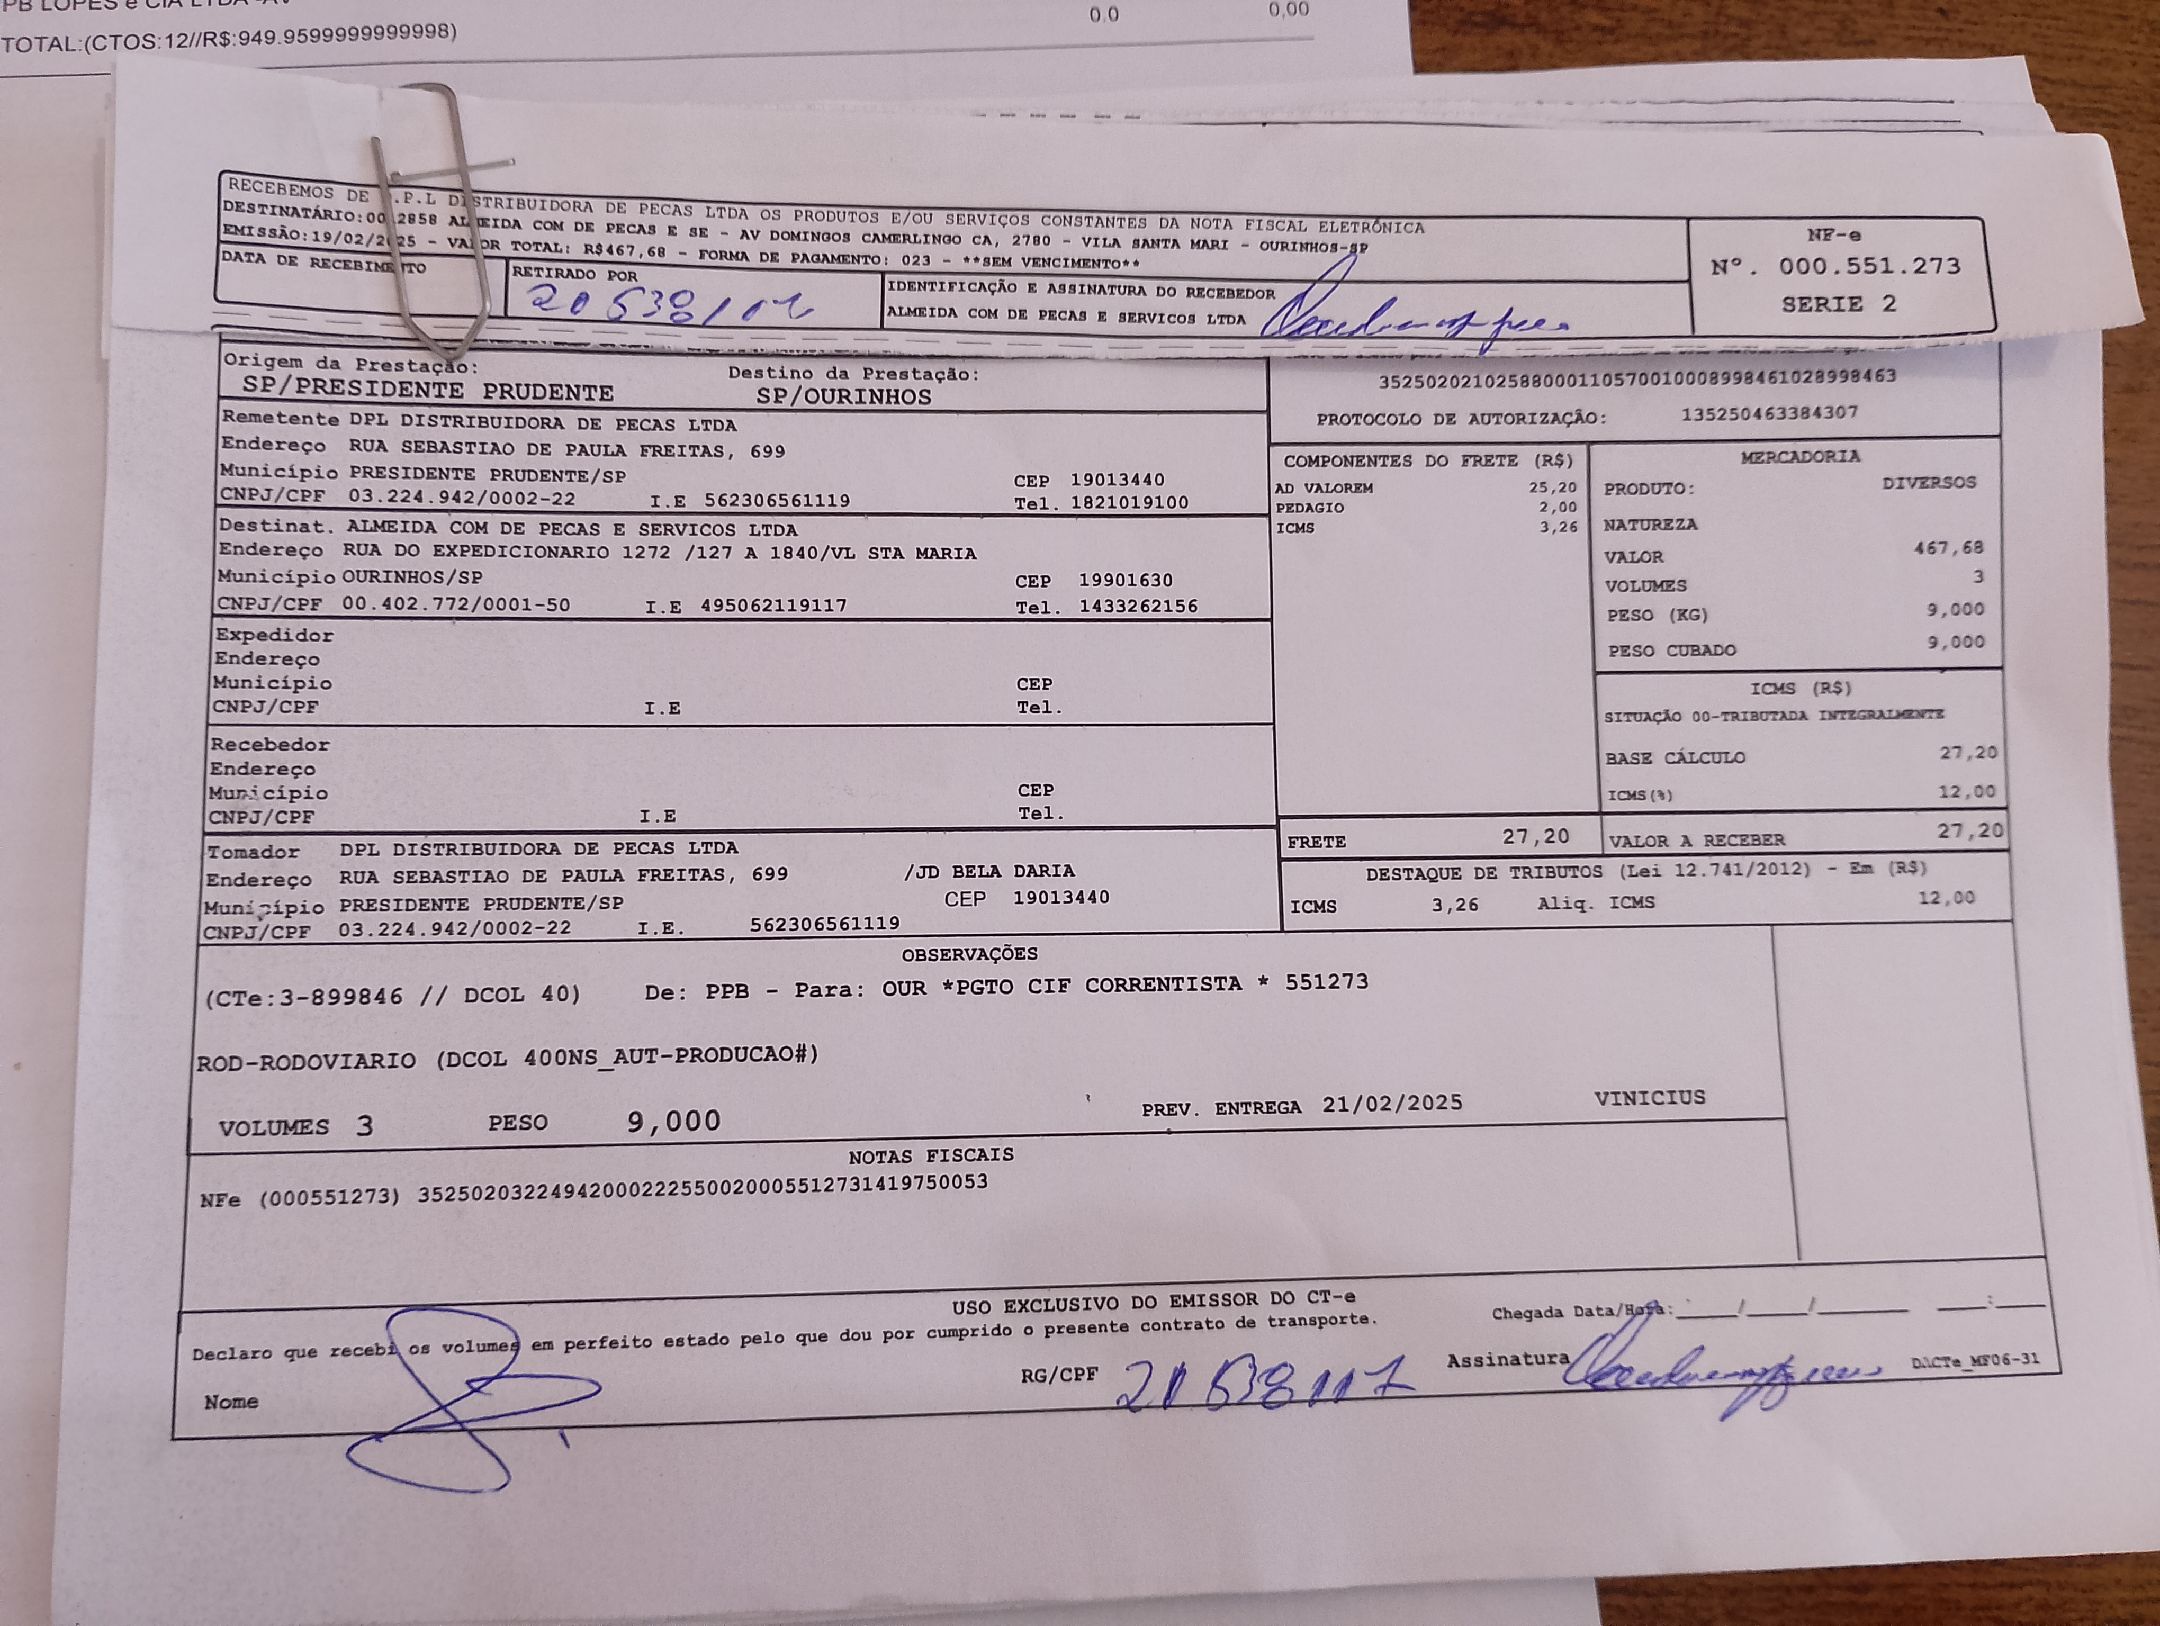 PB LOPES e CIA LTDA -AV
0.0 0,00
TOTAL:(CTOS:12//R$:949.9599999999998)
RECEBEMOS DE .P.L DISTRIBUIDORA DE PECAS LTDA OS PRODUTOS E/OU SERVIÇOS CONSTANTES DA NOTA FISCAL ELETRÔNICA
DESTINATÁRIO:00 2858 ALMEIDA COM DE PECAS E SE - AV DOMINGOS CAMERLINGO CA, 2780 - VILA SANTA MARI - OURINHOS-SP
EMISSÃO:19/02/2025 - VALOR TOTAL: R$467,68 - FORMA DE PAGAMENTO: 023 - **SEM VENCIMENTO**
DATA DE RECEBIMENTO
RETIRADO POR
IDENTIFICAÇÃO E ASSINATURA DO RECEBEDOR
ALMEIDA COM DE PECAS E SERVICOS LTDA
NF-e
Nº. 000.551.273
SERIE 2
Origem da Prestação: Destino da Prestação:
SP/PRESIDENTE PRUDENTE SP/OURINHOS
Remetente DPL DISTRIBUIDORA DE PECAS LTDA
Endereço RUA SEBASTIAO DE PAULA FREITAS, 699
Município PRESIDENTE PRUDENTE/SP CEP 19013440
CNPJ/CPF 03.224.942/0002-22 I.E 562306561119 Tel. 1821019100
Destinat. ALMEIDA COM DE PECAS E SERVICOS LTDA
Endereço RUA DO EXPEDICIONARIO 1272 /127 A 1840/VL STA MARIA
Município OURINHOS/SP CEP 19901630
CNPJ/CPF 00.402.772/0001-50 I.E 495062119117 Tel. 1433262156
Expedidor
Endereço
Município CEP
CNPJ/CPF I.E Tel.
Recebedor
Endereço
Município CEP
CNPJ/CPF I.E Tel.
Tomador DPL DISTRIBUIDORA DE PECAS LTDA
Endereço RUA SEBASTIAO DE PAULA FREITAS, 699 /JD BELA DARIA
Município PRESIDENTE PRUDENTE/SP CEP 19013440
CNPJ/CPF 03.224.942/0002-22 I.E. 562306561119
35250202102588000110570010008998461028998463
PROTOCOLO DE AUTORIZAÇÃO: 135250463384307
COMPONENTES DO FRETE (R$)
AD VALOREM 25,20
PEDAGIO 2,00
ICMS 3,26
MERCADORIA
PRODUTO: DIVERSOS
NATUREZA
VALOR 467,68
VOLUMES 3
PESO (KG) 9,000
PESO CUBADO 9,000
ICMS (R$)
SITUAÇÃO 00-TRIBUTADA INTEGRALMENTE
BASE CÁLCULO 27,20
ICMS(%) 12,00
FRETE 27,20 VALOR A RECEBER 27,20
DESTAQUE DE TRIBUTOS (Lei 12.741/2012) - Em (R$)
ICMS 3,26 Aliq. ICMS 12,00
OBSERVAÇÕES
(CTe:3-899846 // DCOL 40) De: PPB - Para: OUR *PGTO CIF CORRENTISTA * 551273
ROD-RODOVIARIO (DCOL 400NS_AUT-PRODUCAO#)
VOLUMES 3 PESO 9,000 PREV. ENTREGA 21/02/2025 VINICIUS
NOTAS FISCAIS
NFe (000551273) 35250203224942000222550020005512731419750053
USO EXCLUSIVO DO EMISSOR DO CT-e
Chegada Data/Hora: ____/____/______ ___:___
Declaro que recebi os volumes em perfeito estado pelo que dou por cumprido o presente contrato de transporte.
Nome RG/CPF Assinatura DACTe_MF06-31